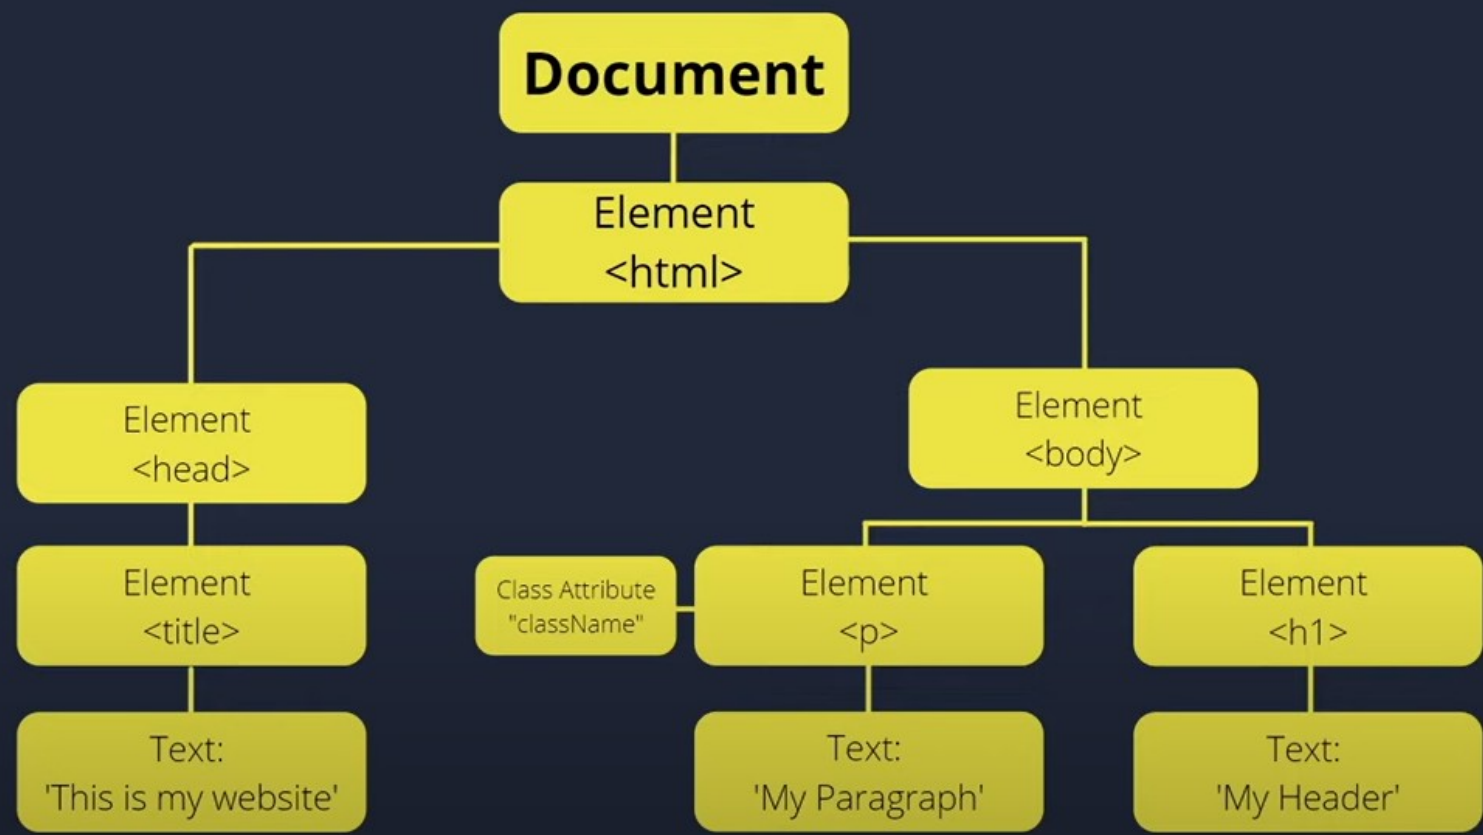 Document
Element
<html>
Element
<head>
Element
<body>
Element
<title>
Class Attribute
"className"
Element
<p>
Element
<h1>
Text:
'This is my website'
Text:
'My Paragraph'
Text:
'My Header'